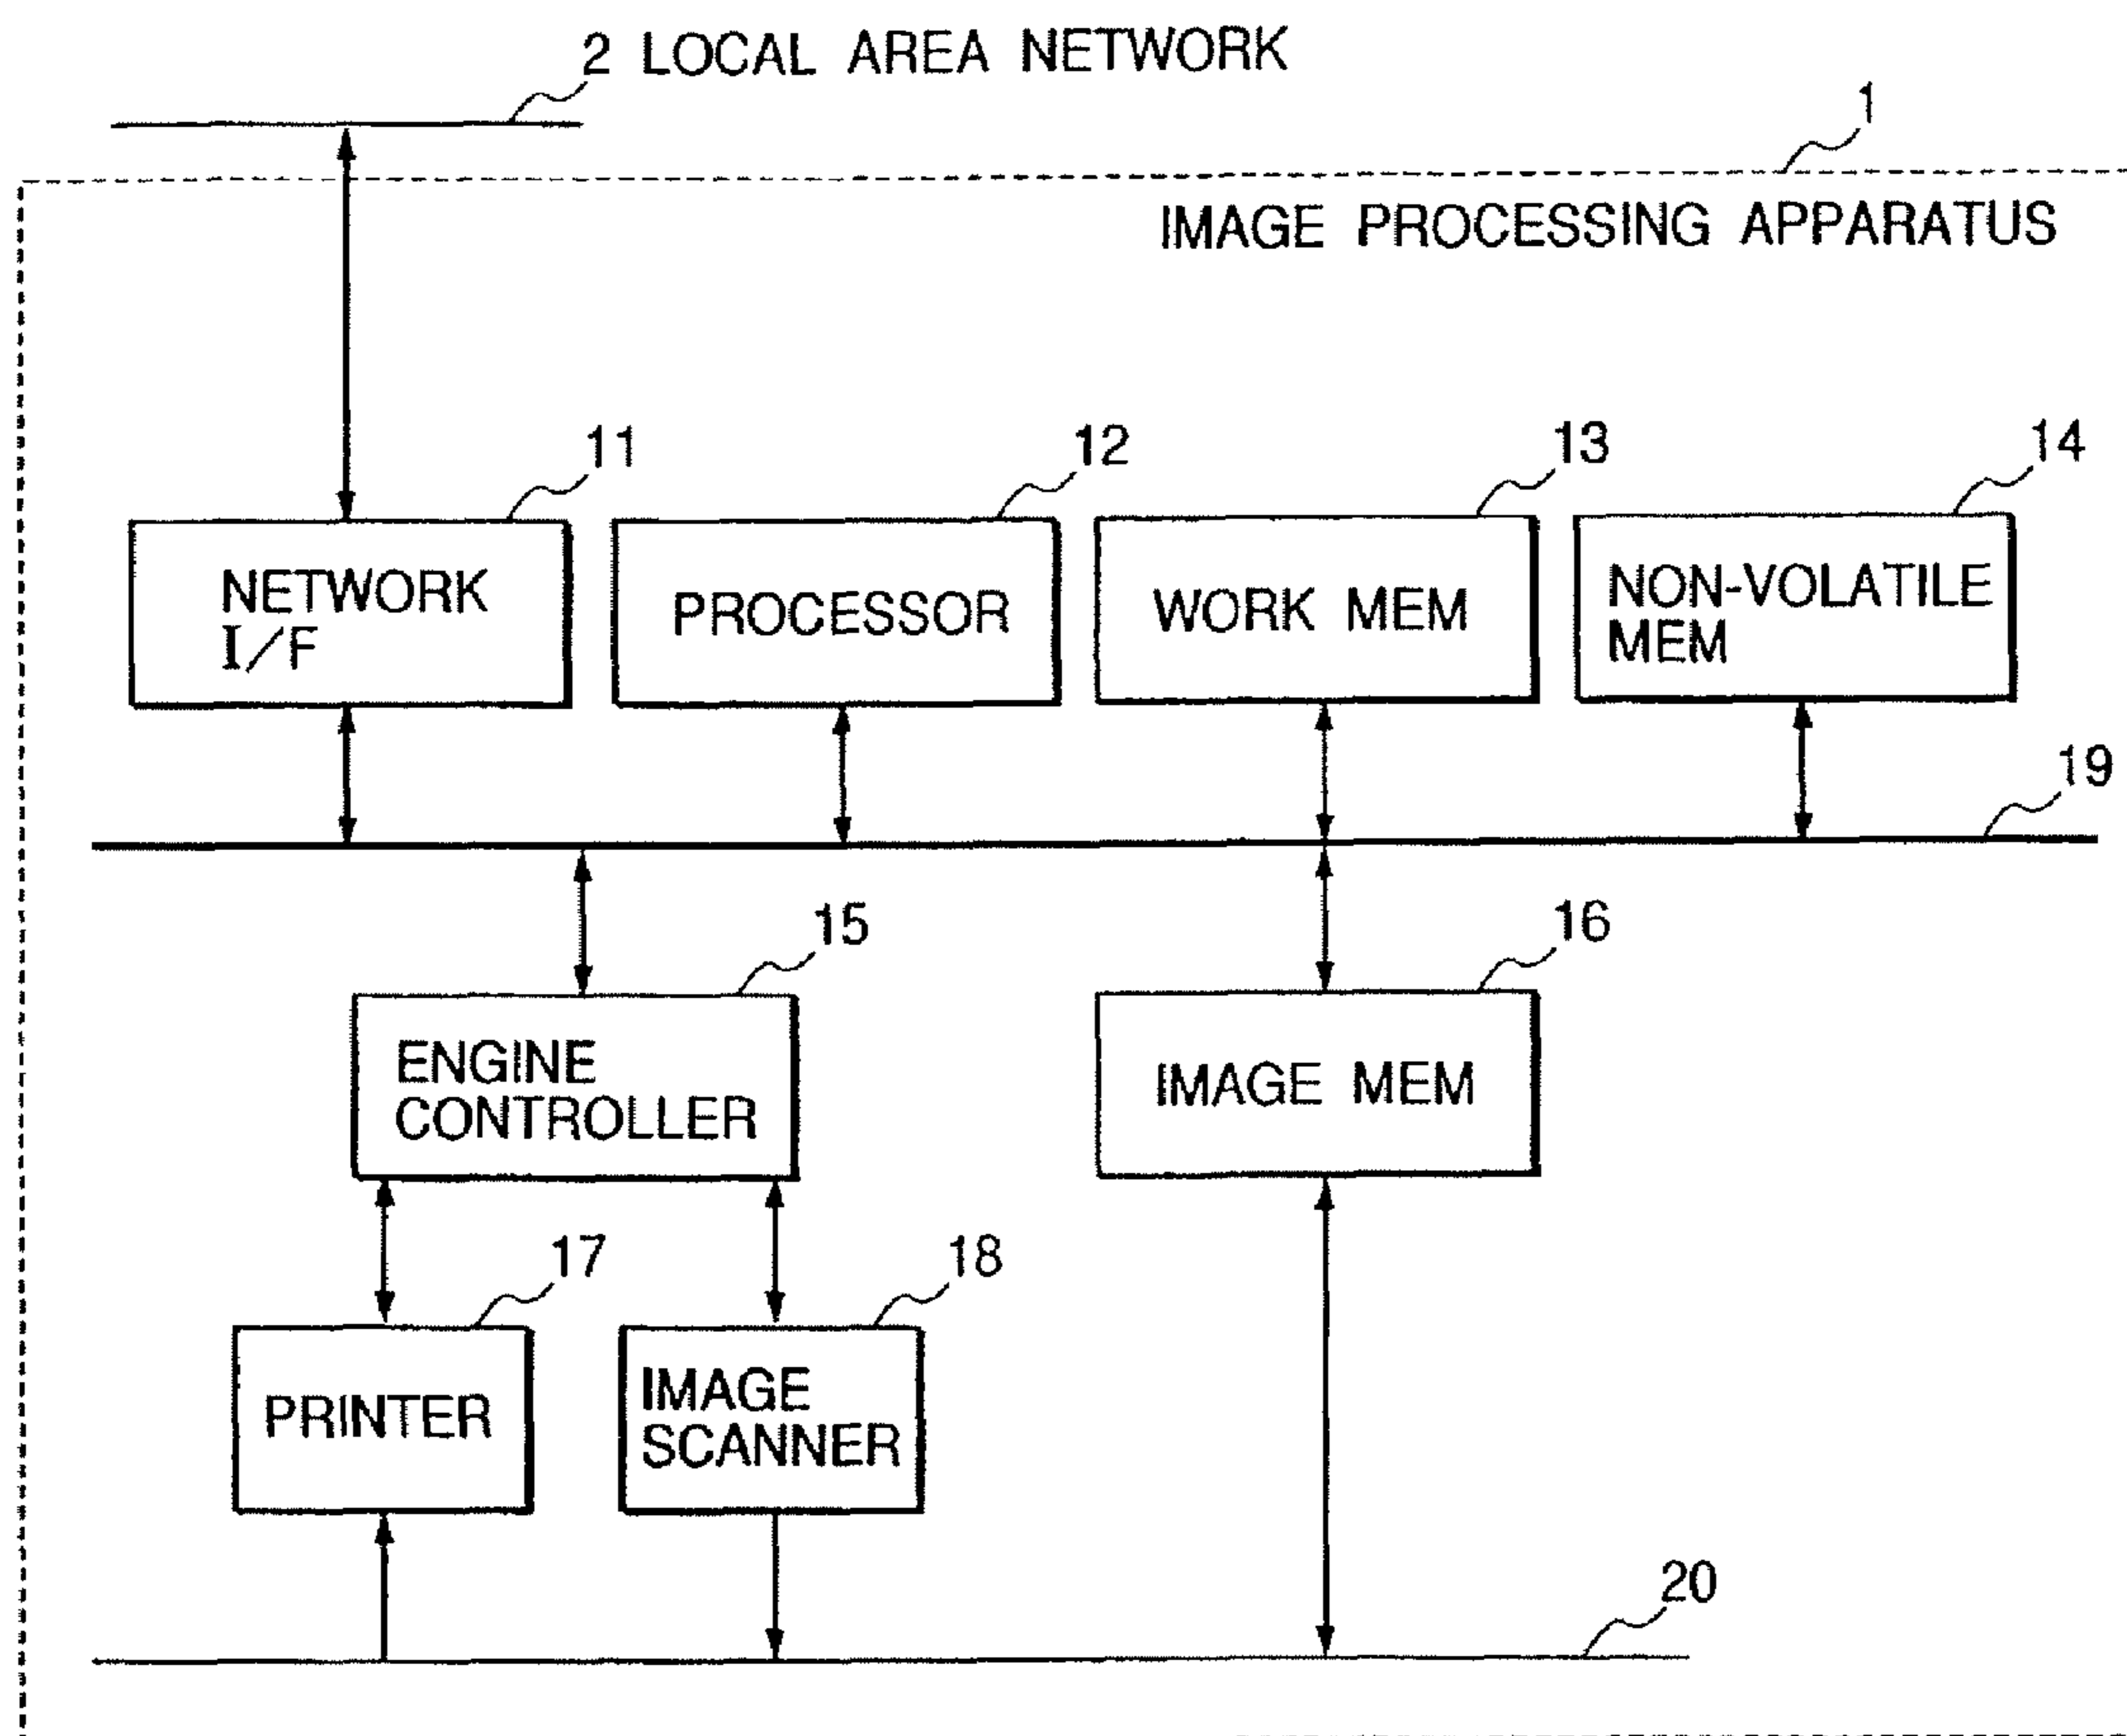 2 LOCAL AREA NETWORK
1
IMAGE PROCESSING APPARATUS
11
12
13
14
NETWORK
I/F
PROCESSOR
WORK MEM
NON-VOLATILE
MEM
19
15
16
ENGINE
CONTROLLER
IMAGE MEM
17
18
PRINTER
IMAGE
SCANNER
20